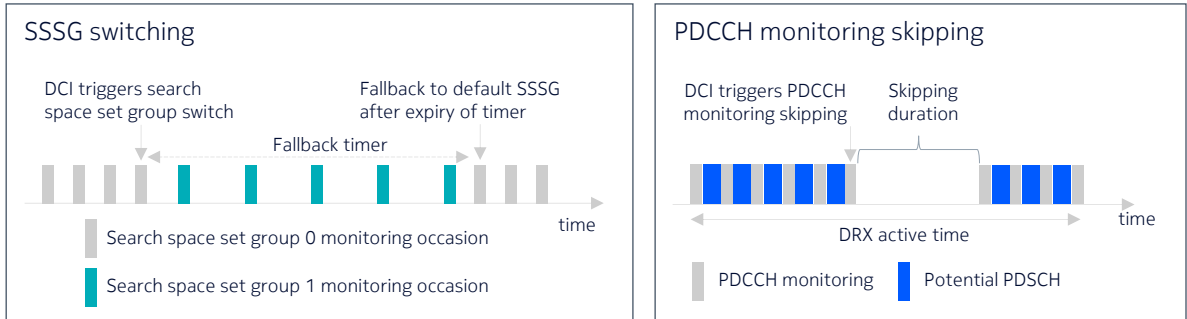 SSSG switching
DCI triggers search
space set group switch
Fallback to default SSSG
after expiry of timer
Fallback timer
time
Search space set group 0 monitoring occasion
Search space set group 1 monitoring occasion
PDCCH monitoring skipping
DCI triggers PDCCH
monitoring skipping
Skipping
duration
time
DRX active time
PDCCH monitoring
Potential PDSCH